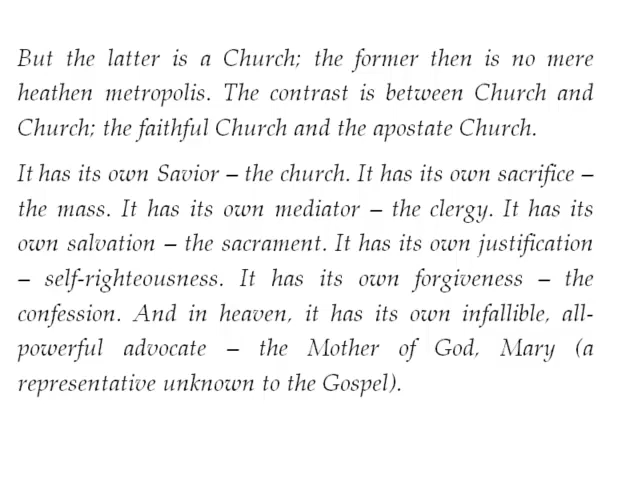 But the latter is a Church; the former then is no mere
heathen metropolis. The contrast is between Church and
Church; the faithful Church and the apostate Church.
It has its own Savior – the church. It has its own sacrifice –
the mass. It has its own mediator – the clergy. It has its
own salvation – the sacrament. It has its own justification
– self-righteousness. It has its own forgiveness – the
confession. And in heaven, it has its own infallible, all-
powerful advocate – the Mother of God, Mary (a
representative unknown to the Gospel).